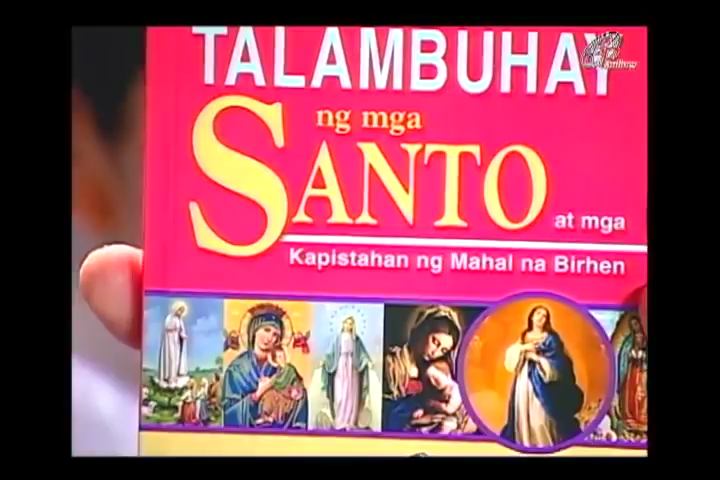 TALAMBUHAY
ng mga
SANTO
at mga
Kapistahan ng Mahal na Birhen